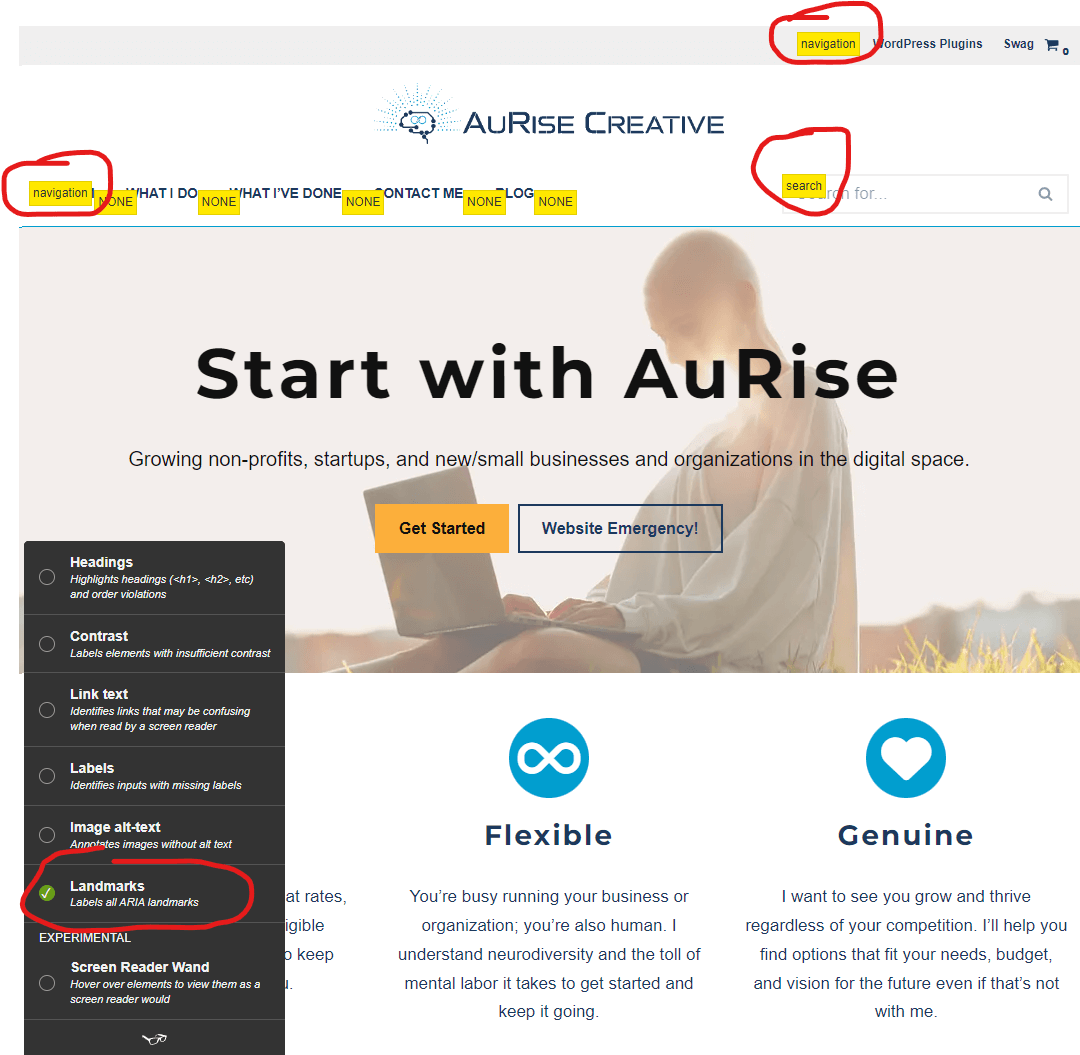 navigation WordPress Plugins Swag 0
AuRise Creative
navigation NONE WHAT I DO NONE WHAT I'VE DONE NONE CONTACT ME NONE BLOG NONE
search for...
Start with AuRise
Growing non-profits, startups, and new/small businesses and organizations in the digital space.
Get Started Website Emergency!
Headings
Highlights headings (<h1>, <h2>, etc)
and order violations
Contrast
Labels elements with insufficient contrast
Link text
Identifies links that may be confusing
when read by a screen reader
Labels
Identifies inputs with missing labels
Image alt-text
Annotates images without alt text
Landmarks
Labels all ARIA landmarks
EXPERIMENTAL
Screen Reader Wand
Hover over elements to view them as a
screen reader would
at rates,
igible
o keep
Flexible
You're busy running your business or
organization; you're also human. I
understand neurodiversity and the toll of
mental labor it takes to get started and
keep it going.
Genuine
I want to see you grow and thrive
regardless of your competition. I'll help you
find options that fit your needs, budget,
and vision for the future even if that's not
with me.